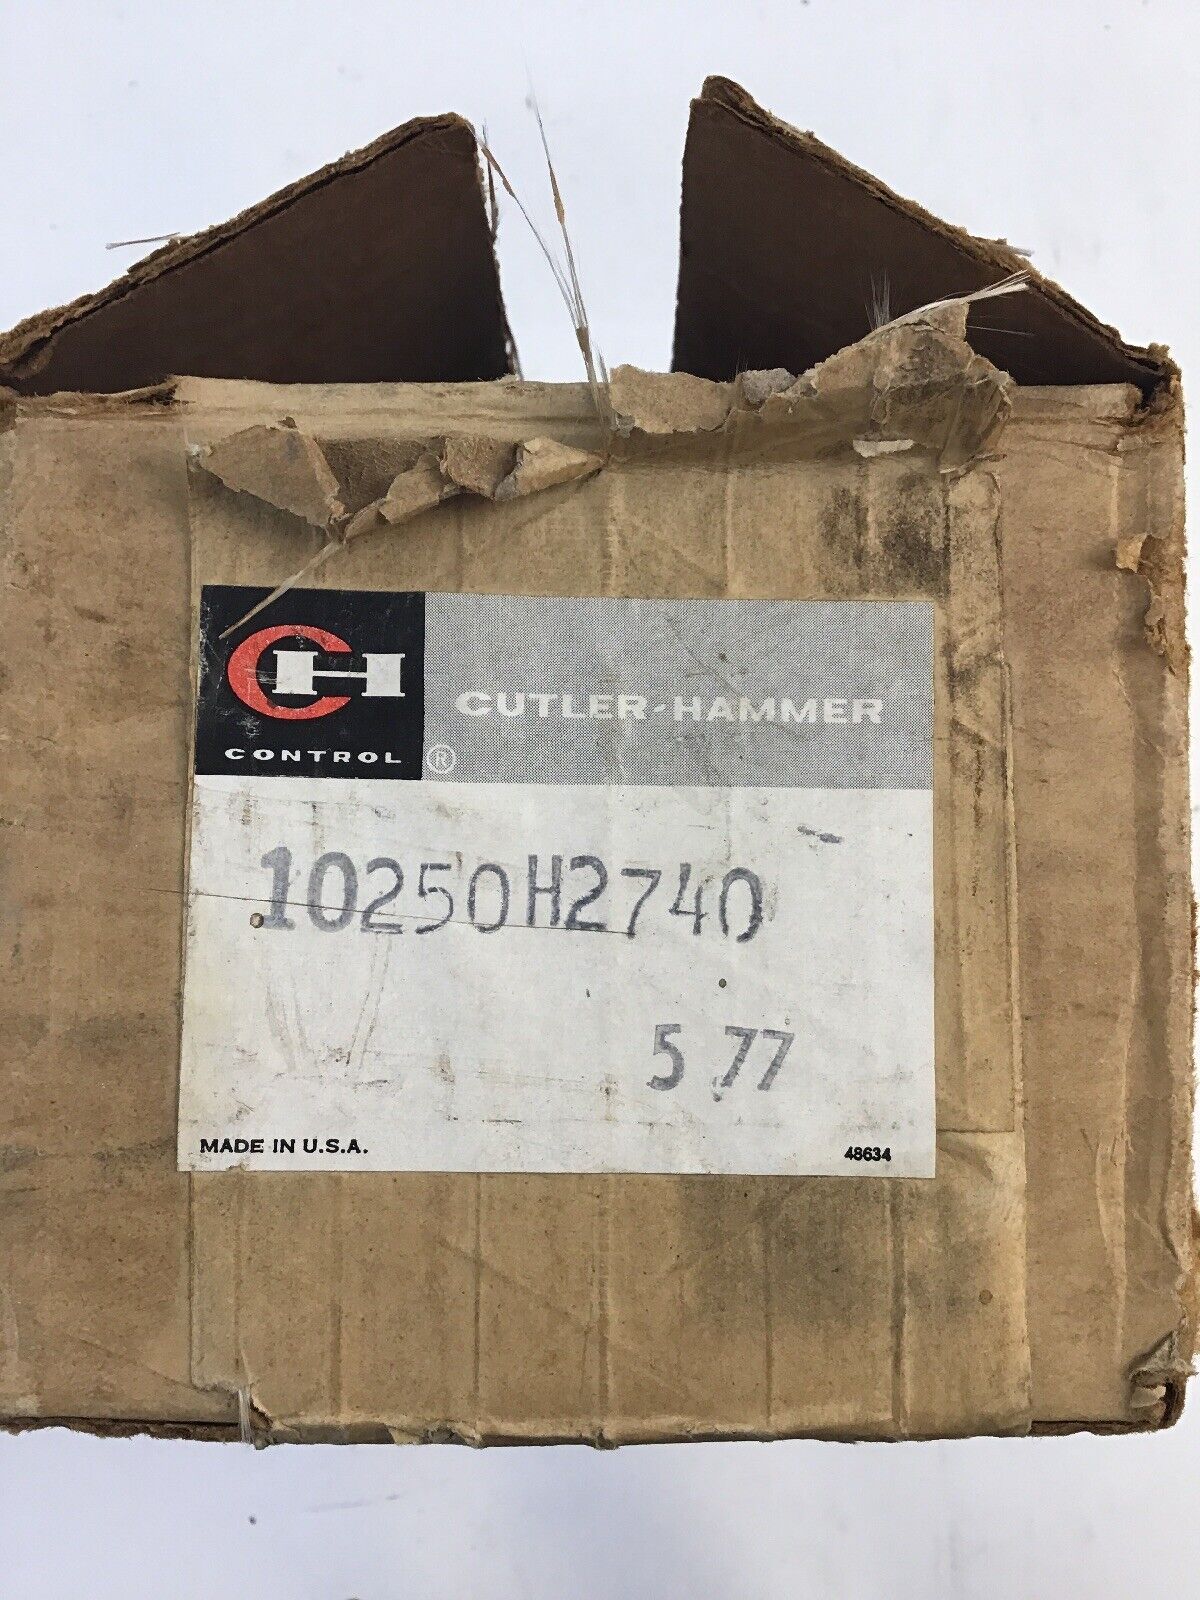 CH
CONTROL ®
CUTLER-HAMMER
10250H2740
5 77
MADE IN U.S.A.
48634